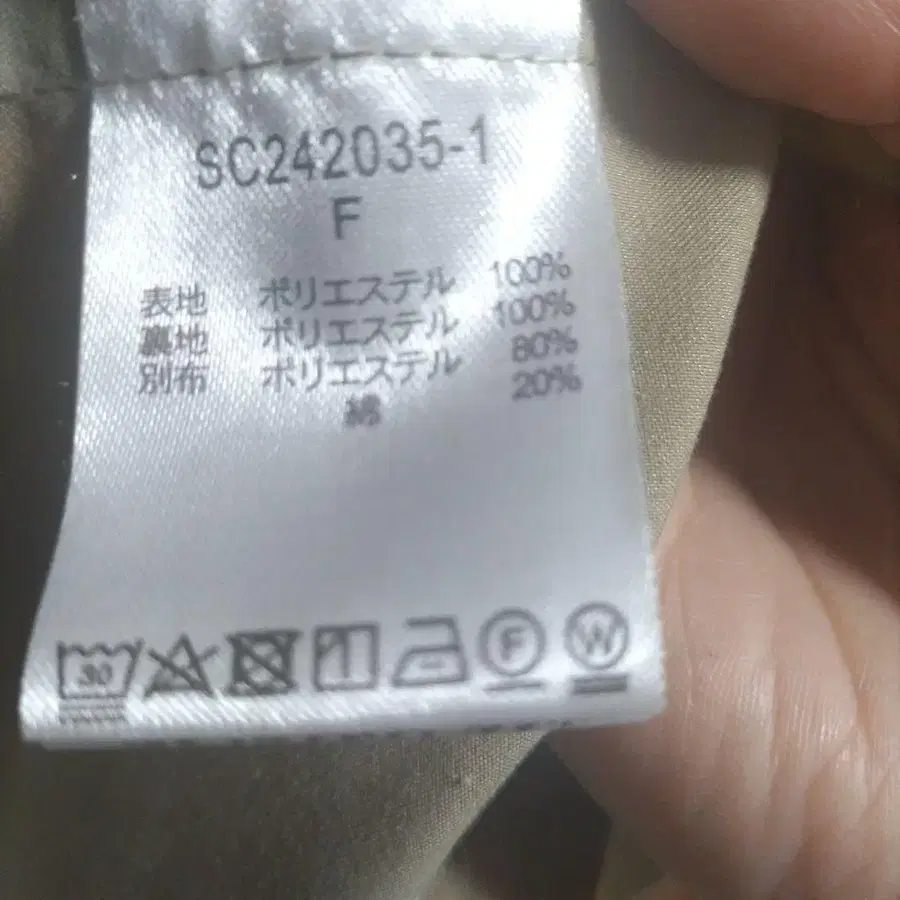 SC242035-1
F
表地 ポリエステル 100%
裏地 ポリエステル 100%
別布 ポリエステル 80%
綿 20%
30 F W